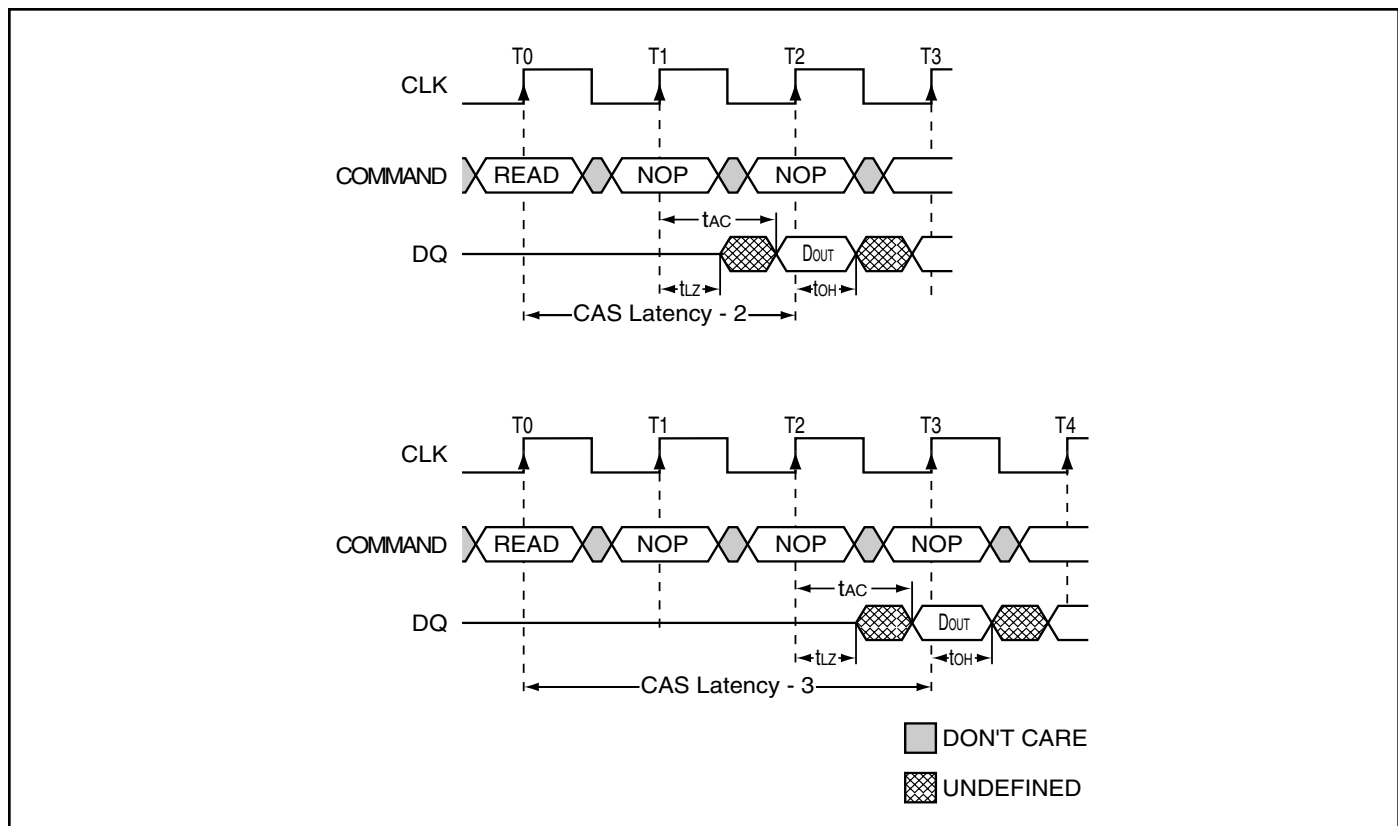 T0 T1 T2 T3
CLK
COMMAND READ NOP NOP
tAC
DQ DOUT
tLZ tOH
CAS Latency - 2
T0 T1 T2 T3 T4
CLK
COMMAND READ NOP NOP NOP
tAC
DQ DOUT
tLZ tOH
CAS Latency - 3
DON'T CARE
UNDEFINED